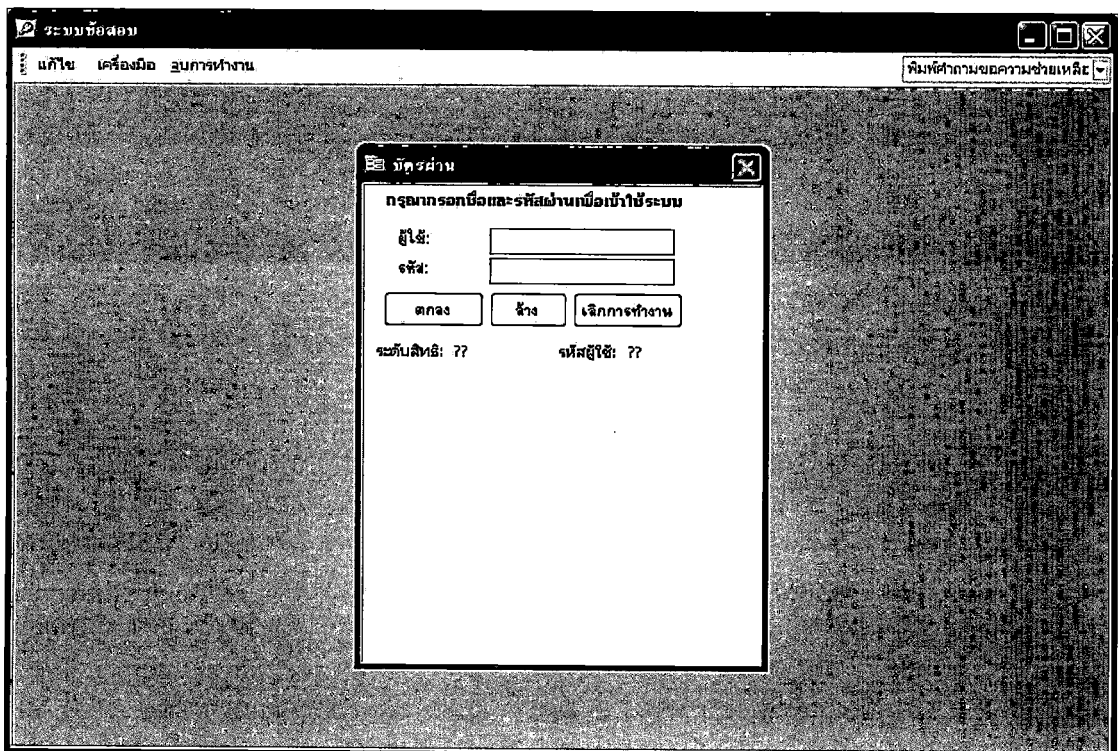 ระบบข้อสอบ
แก้ไข เครื่องมือ จบการทำงาน พิมพ์คำถามขอความช่วยเหลือ
บัตรผ่าน
กรุณากรอกชื่อและรหัสผ่านเพื่อเข้าใช้ระบบ
ผู้ใช้:
รหัส:
ตกลง ล้าง เลิกการทำงาน
ระดับสิทธิ: ?? รหัสผู้ใช้: ??